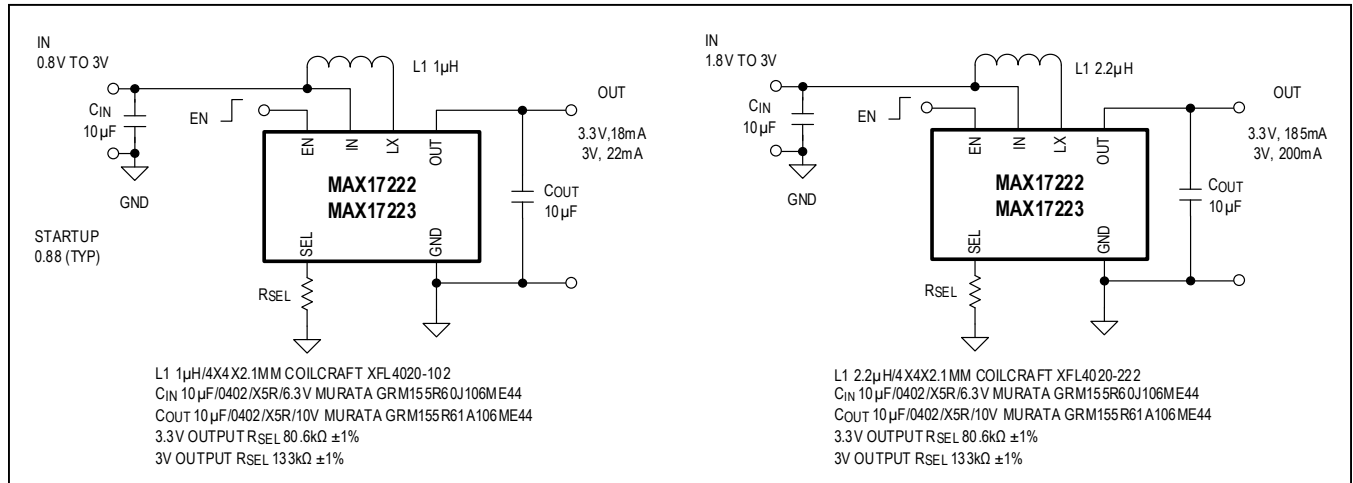 IN
0.8V TO 3V
L1 1µH
CIN
10µF
EN
OUT
3.3V,18mA
3V, 22mA
EN
IN
LX
OUT
MAX17222
MAX17223
COUT
10µF
GND
STARTUP
0.88 (TYP)
SEL
GND
RSEL
L1 1µH/4X4X2.1MM COILCRAFT XFL4020-102
CIN 10µF/0402/X5R/6.3V MURATA GRM155R60J106ME44
COUT 10µF/0402/X5R/10V MURATA GRM155R61A106ME44
3.3V OUTPUT RSEL 80.6kΩ ±1%
3V OUTPUT RSEL 133kΩ ±1%
IN
1.8V TO 3V
L1 2.2µH
CIN
10µF
EN
OUT
3.3V, 185mA
3V, 200mA
EN
IN
LX
OUT
MAX17222
MAX17223
COUT
10µF
GND
SEL
GND
RSEL
L1 2.2µH/4X4X2.1MM COILCRAFT XFL4020-222
CIN 10µF/0402/X5R/6.3V MURATA GRM155R60J106ME44
COUT 10µF/0402/X5R/10V MURATA GRM155R61A106ME44
3.3V OUTPUT RSEL 80.6kΩ ±1%
3V OUTPUT RSEL 133kΩ ±1%